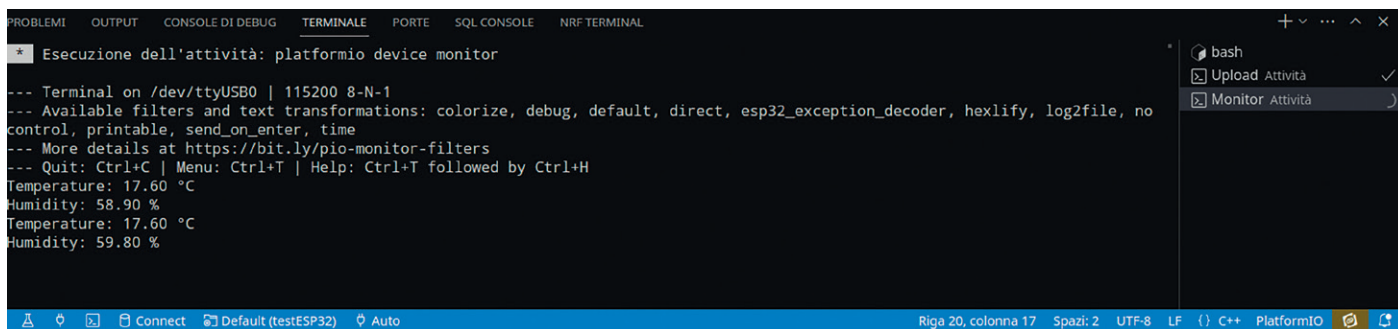 PROBLEMI OUTPUT CONSOLE DI DEBUG TERMINALE PORTE SQL CONSOLE NRF TERMINAL
* Esecuzione dell'attività: platformio device monitor
--- Terminal on /dev/ttyUSB0 | 115200 8-N-1
--- Available filters and text transformations: colorize, debug, default, direct, esp32_exception_decoder, hexlify, log2file, no
control, printable, send_on_enter, time
--- More details at https://bit.ly/pio-monitor-filters
--- Quit: Ctrl+C | Menu: Ctrl+T | Help: Ctrl+T followed by Ctrl+H
Temperature: 17.60 °C
Humidity: 58.90 %
Temperature: 17.60 °C
Humidity: 59.80 %
bash
Upload Attività
Monitor Attività
Connect Default (testESP32) Auto Riga 20, colonna 17 Spazi: 2 UTF-8 LF {} C++ PlatformIO